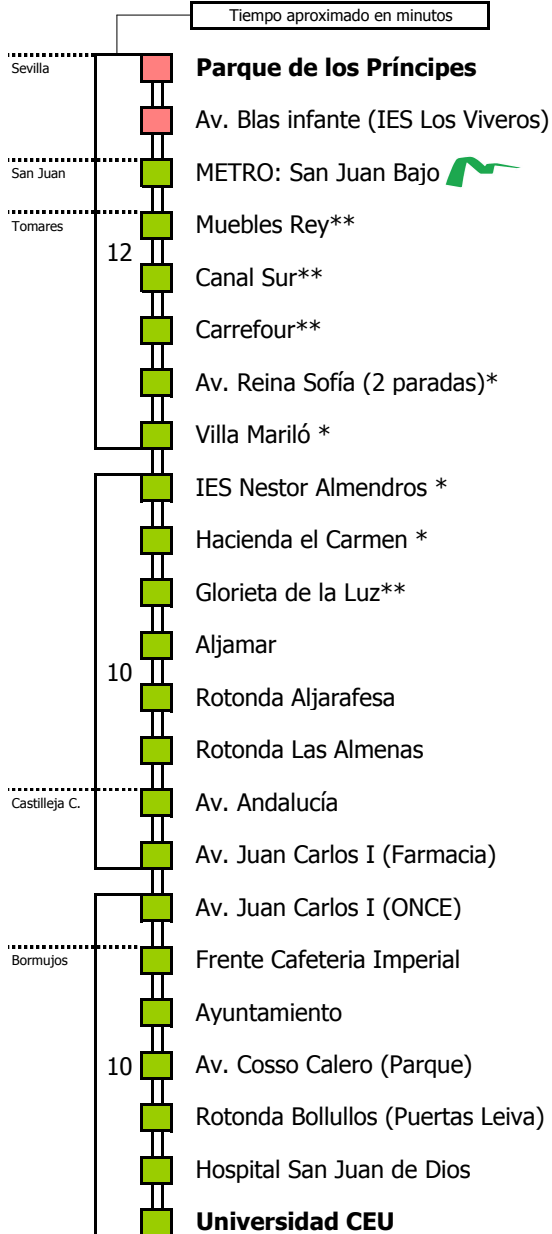 Tiempo aproximado en minutos
Sevilla
Parque de los Príncipes
Av. Blas infante (IES Los Viveros)
San Juan
METRO: San Juan Bajo
Tomares
Muebles Rey**
12
Canal Sur**
Carrefour**
Av. Reina Sofía (2 paradas)*
Villa Mariló *
IES Nestor Almendros *
Hacienda el Carmen *
Glorieta de la Luz**
Aljamar
10
Rotonda Aljarafesa
Rotonda Las Almenas
Castilleja C.
Av. Andalucía
Av. Juan Carlos I (Farmacia)
Av. Juan Carlos I (ONCE)
Bormujos
Frente Cafeteria Imperial
Ayuntamiento
10
Av. Cosso Calero (Parque)
Rotonda Bollullos (Puertas Leiva)
Hospital San Juan de Dios
Universidad CEU